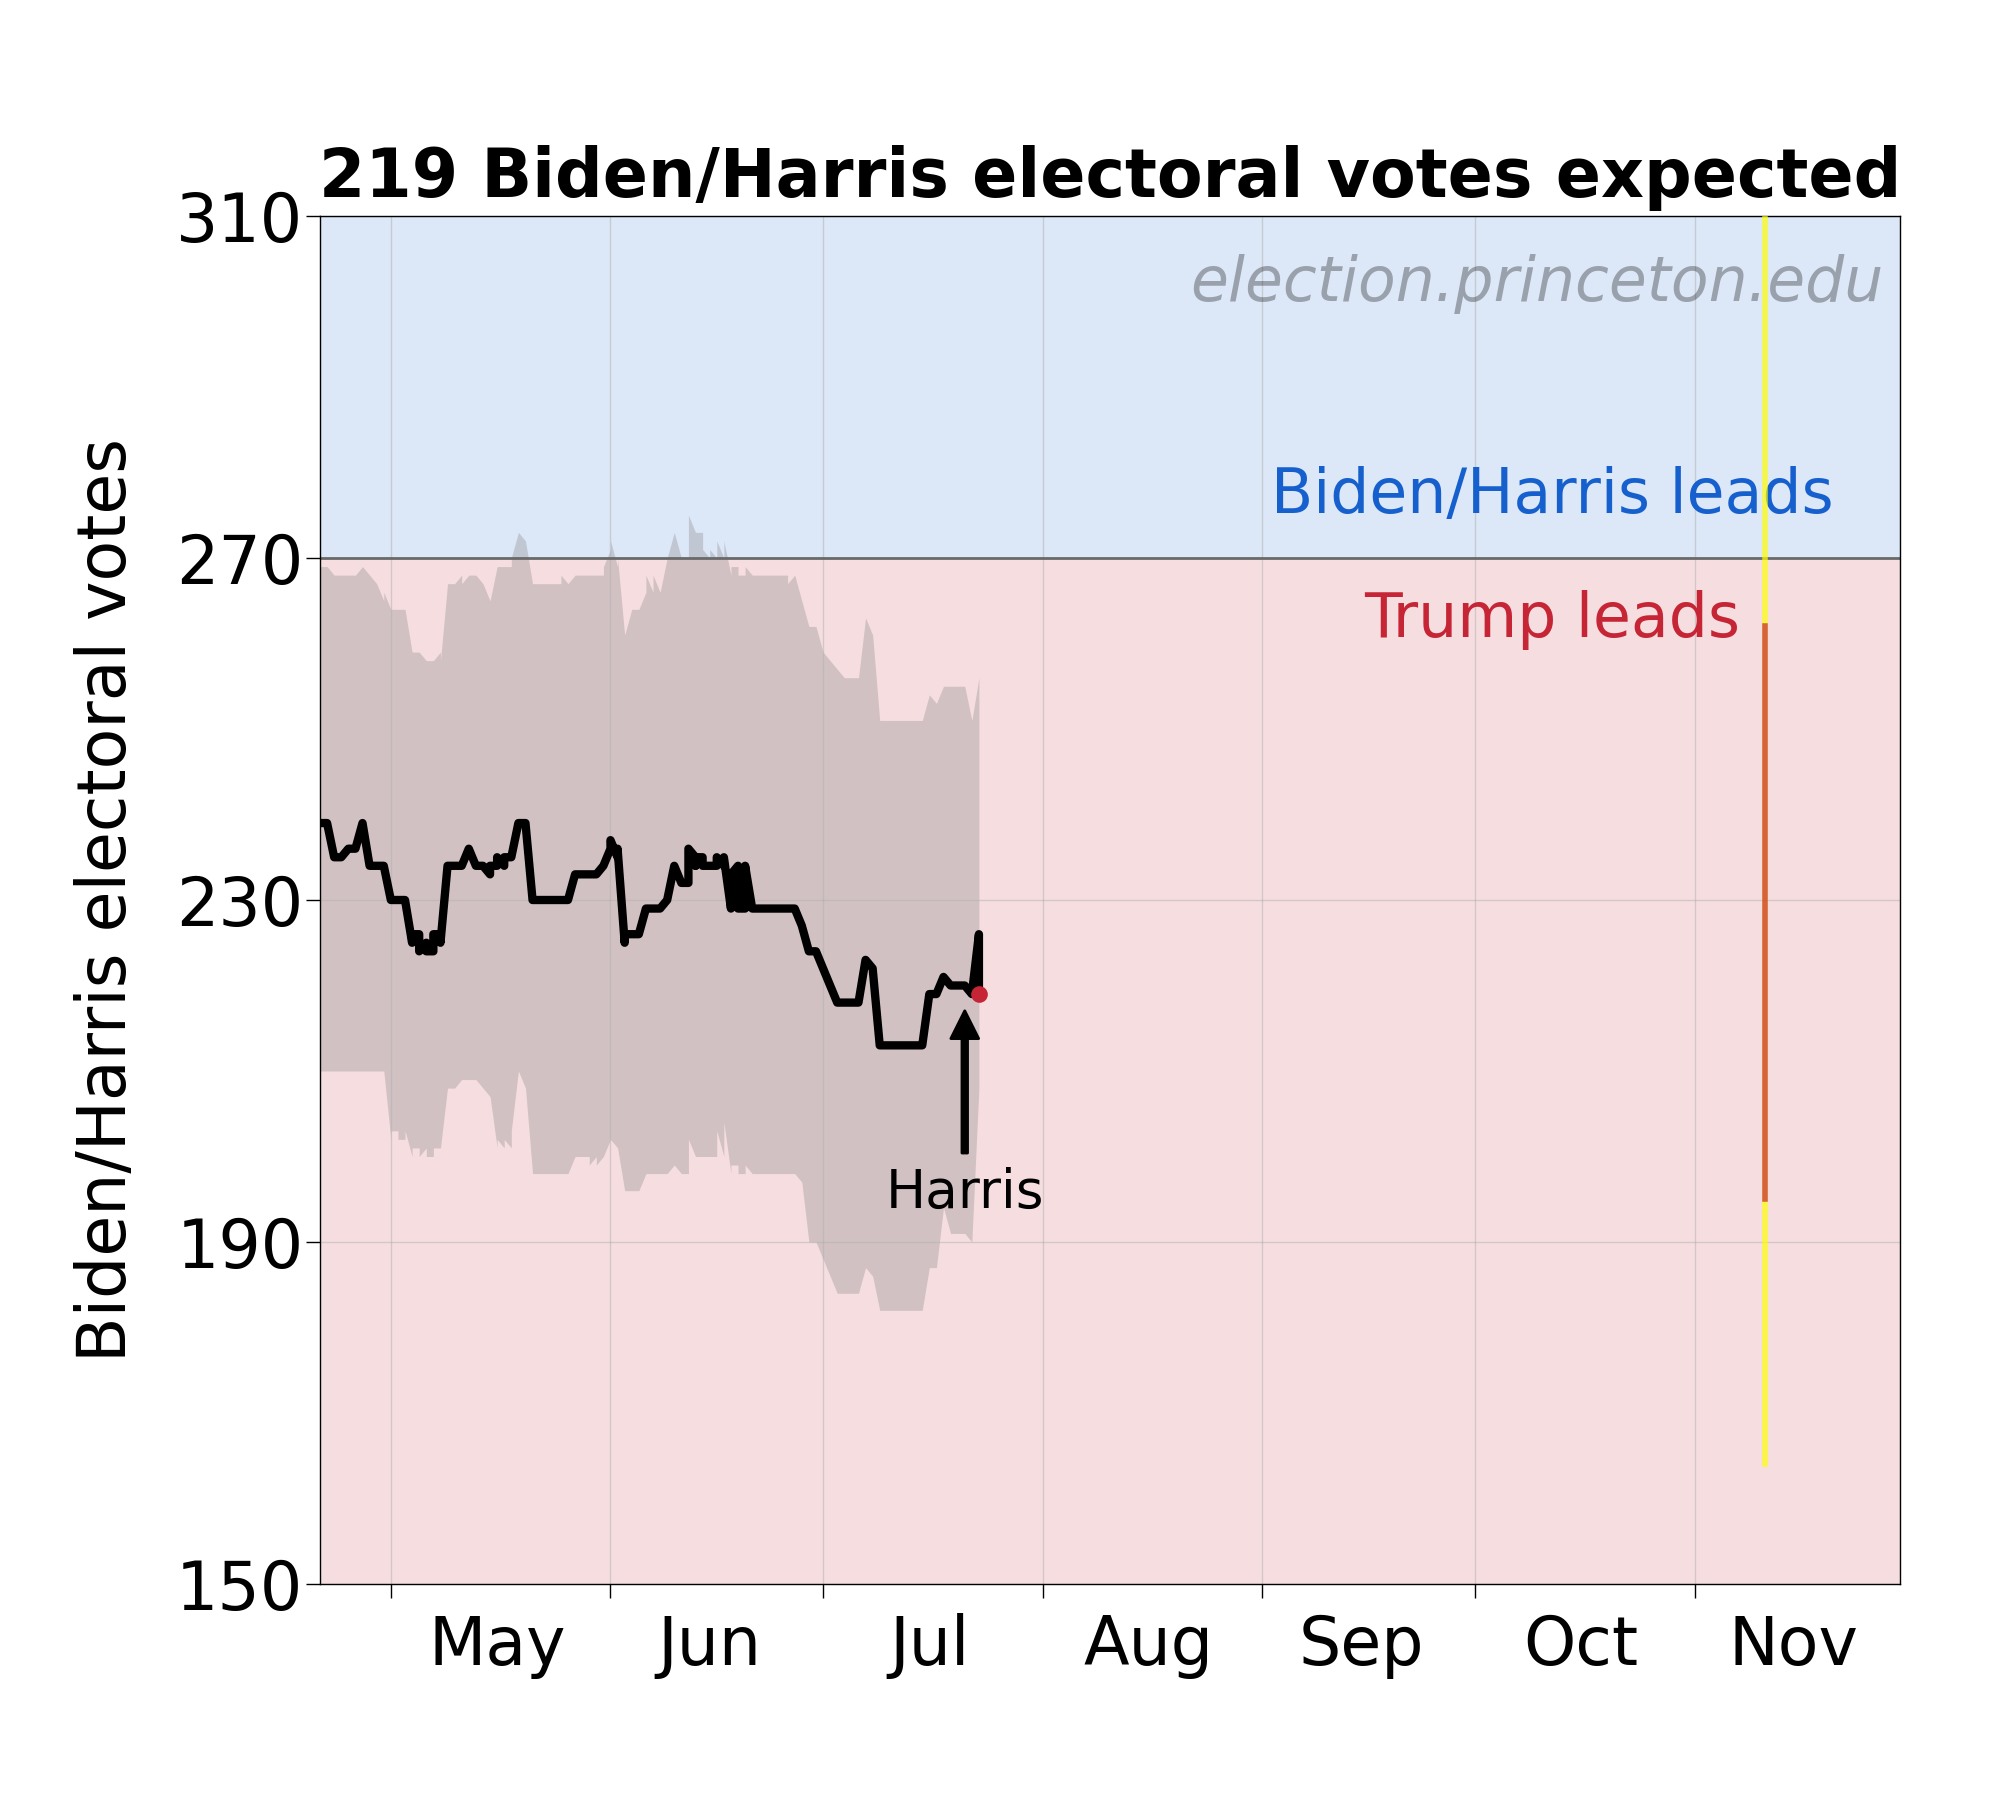 219 Biden/Harris electoral votes expected
310
election.princeton.edu
Biden/Harris leads
270
Trump leads
Biden/Harris electoral votes
230
Harris
190
150
May Jun Jul Aug Sep Oct Nov